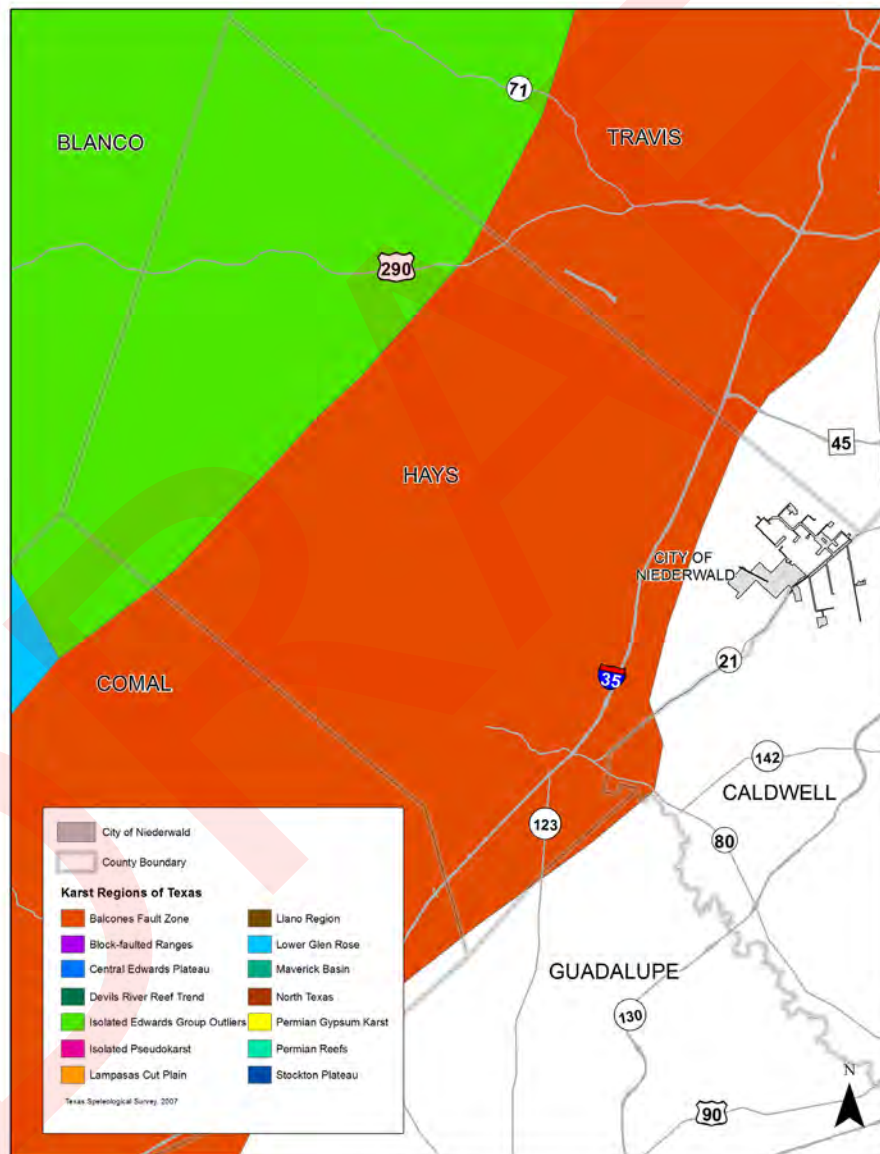 71
TRAVIS
BLANCO
290
45
HAYS
CITY OF
NIEDERWALD
21
35
COMAL
142
CALDWELL
123
80
GUADALUPE
130
90
N
City of Niederwald
County Boundary
Karst Regions of Texas
Balcones Fault Zone
Block-faulted Ranges
Central Edwards Plateau
Devils River Reef Trend
Isolated Edwards Group Outliers
Isolated Pseudokarst
Lampasas Cut Plain
Llano Region
Lower Glen Rose
Maverick Basin
North Texas
Permian Gypsum Karst
Permian Reefs
Stockton Plateau
Texas Speleological Survey, 2007
DRAFT